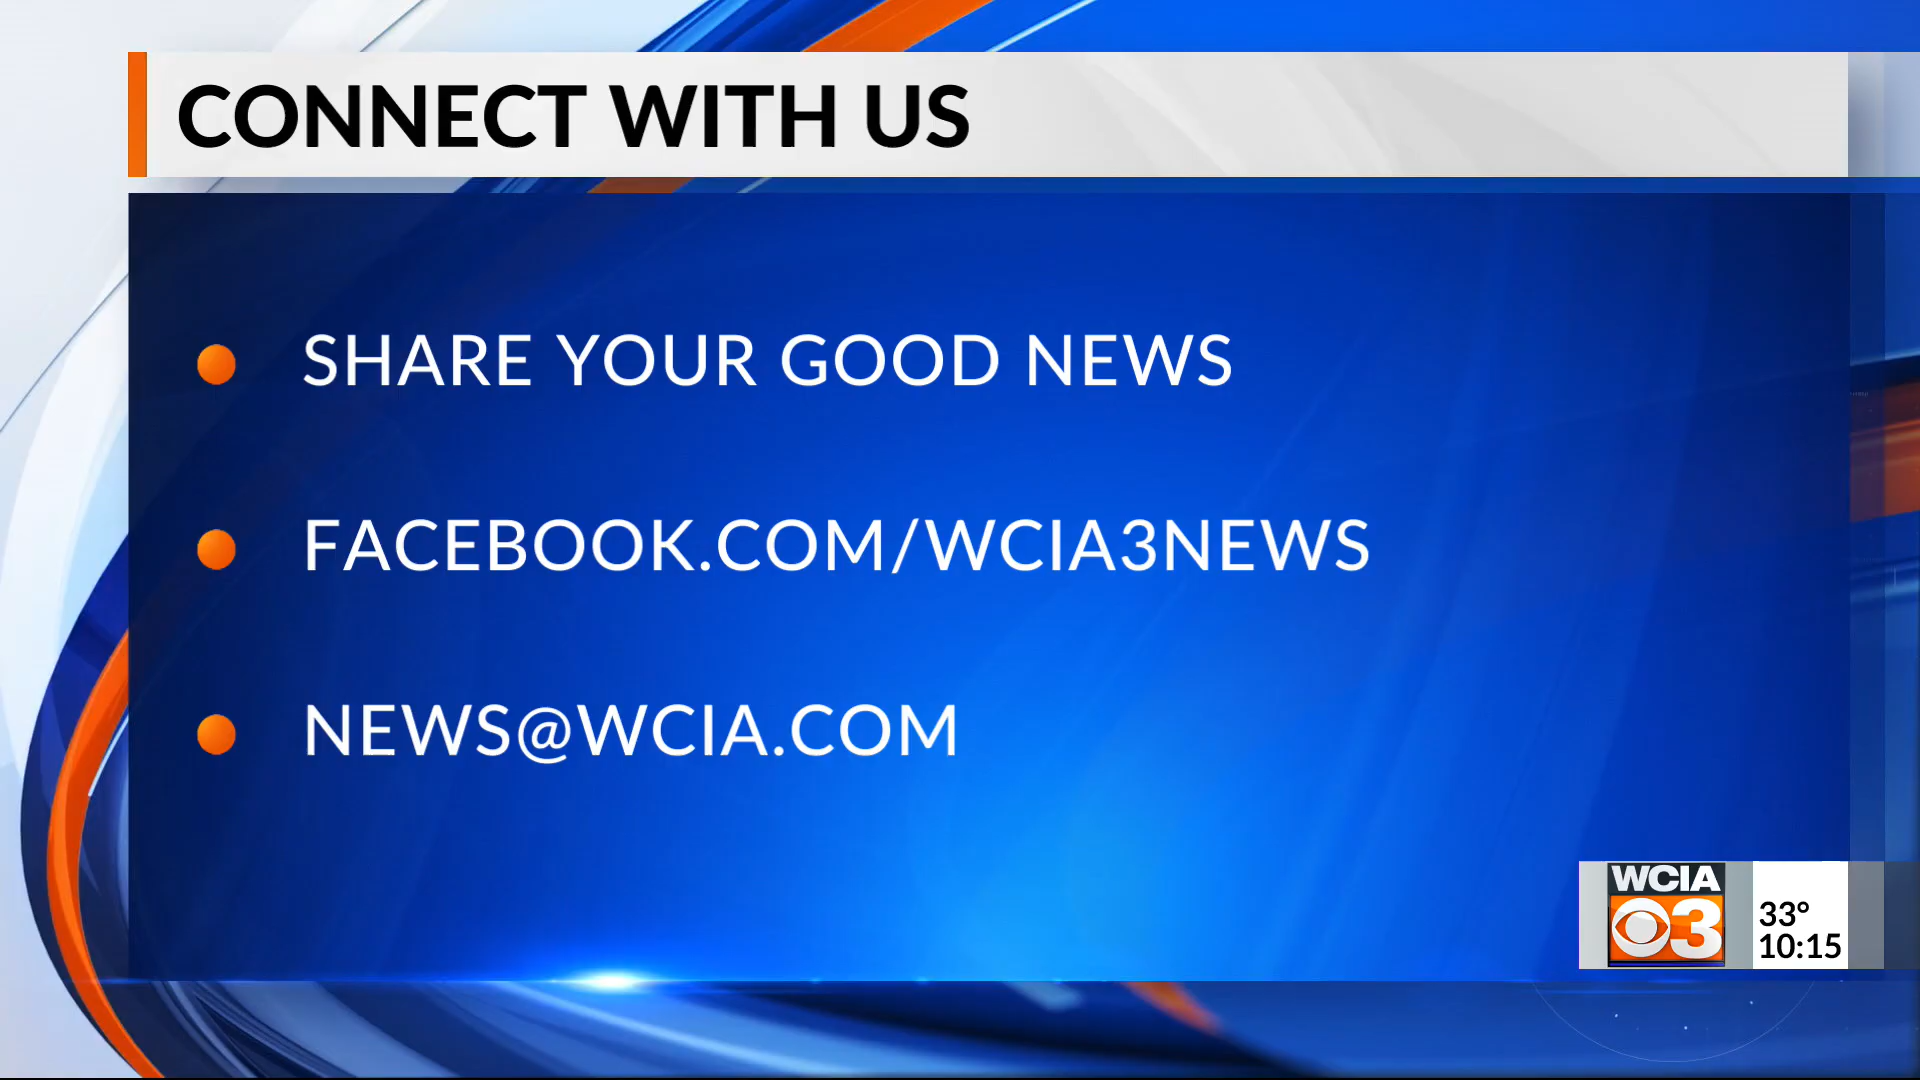 CONNECT WITH US
SHARE YOUR GOOD NEWS
FACEBOOK.COM/WCIA3NEWS
NEWS@WCIA.COM
WCIA
3
33°
10:15